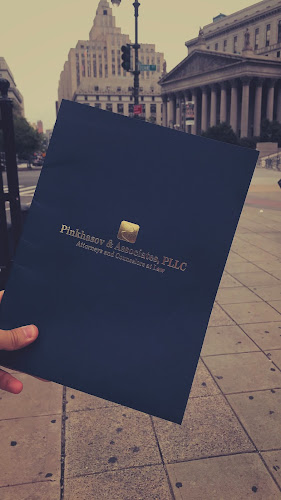 Pinkhasov & Associates, PLLC
Attorneys and Counselors at Law